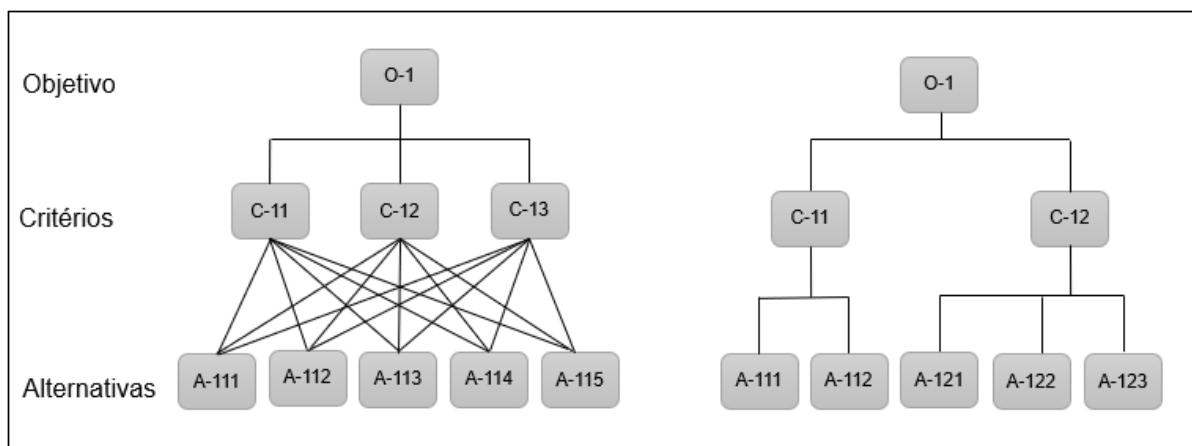 Objetivo
O-1
O-1
Critérios
C-11
C-12
C-13
C-11
C-12
Alternativas
A-111
A-112
A-113
A-114
A-115
A-111
A-112
A-121
A-122
A-123